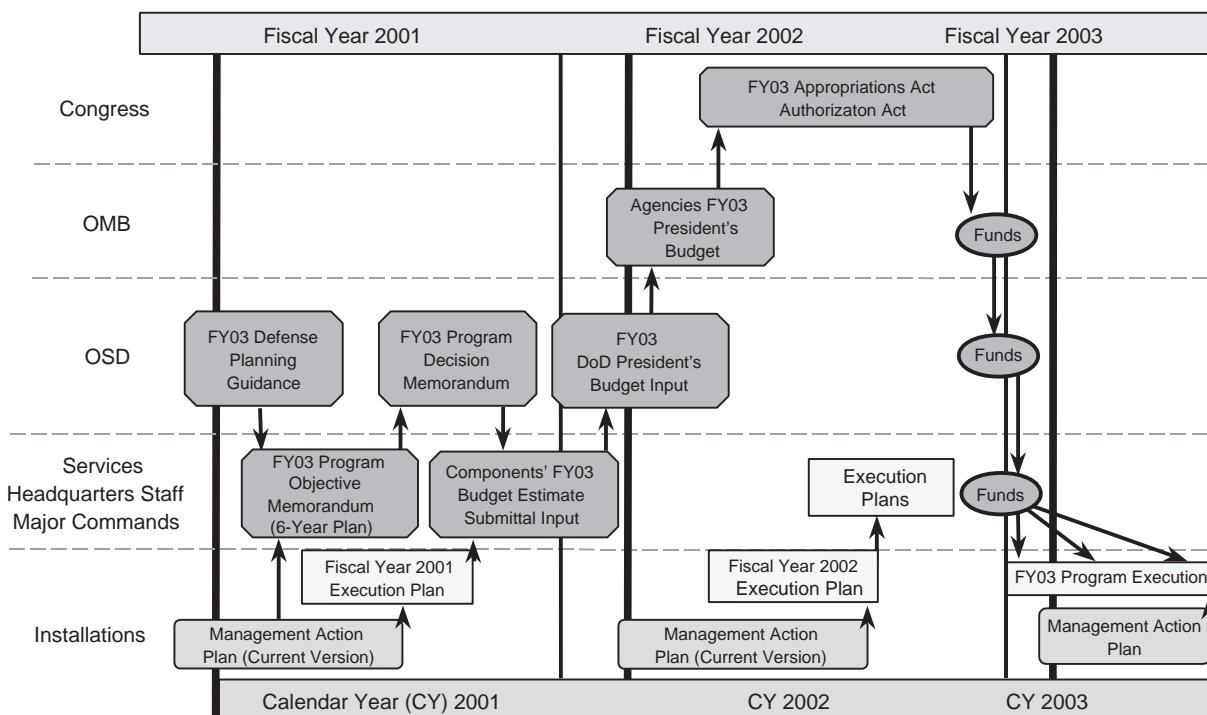 Fiscal Year 2001
Fiscal Year 2002
Fiscal Year 2003
Congress
FY03 Appropriations Act
Authorizaton Act
OMB
Agencies FY03
President's
Budget
Funds
OSD
FY03 Defense
Planning
Guidance
FY03 Program
Decision
Memorandum
FY03
DoD President's
Budget Input
Funds
Services
Headquarters Staff
Major Commands
FY03 Program
Objective
Memorandum
(6-Year Plan)
Components' FY03
Budget Estimate
Submittal Input
Execution
Plans
Funds
Installations
Fiscal Year 2001
Execution Plan
Management Action
Plan (Current Version)
Fiscal Year 2002
Execution Plan
Management Action
Plan (Current Version)
FY03 Program Execution
Management Action
Plan
Calendar Year (CY) 2001
CY 2002
CY 2003